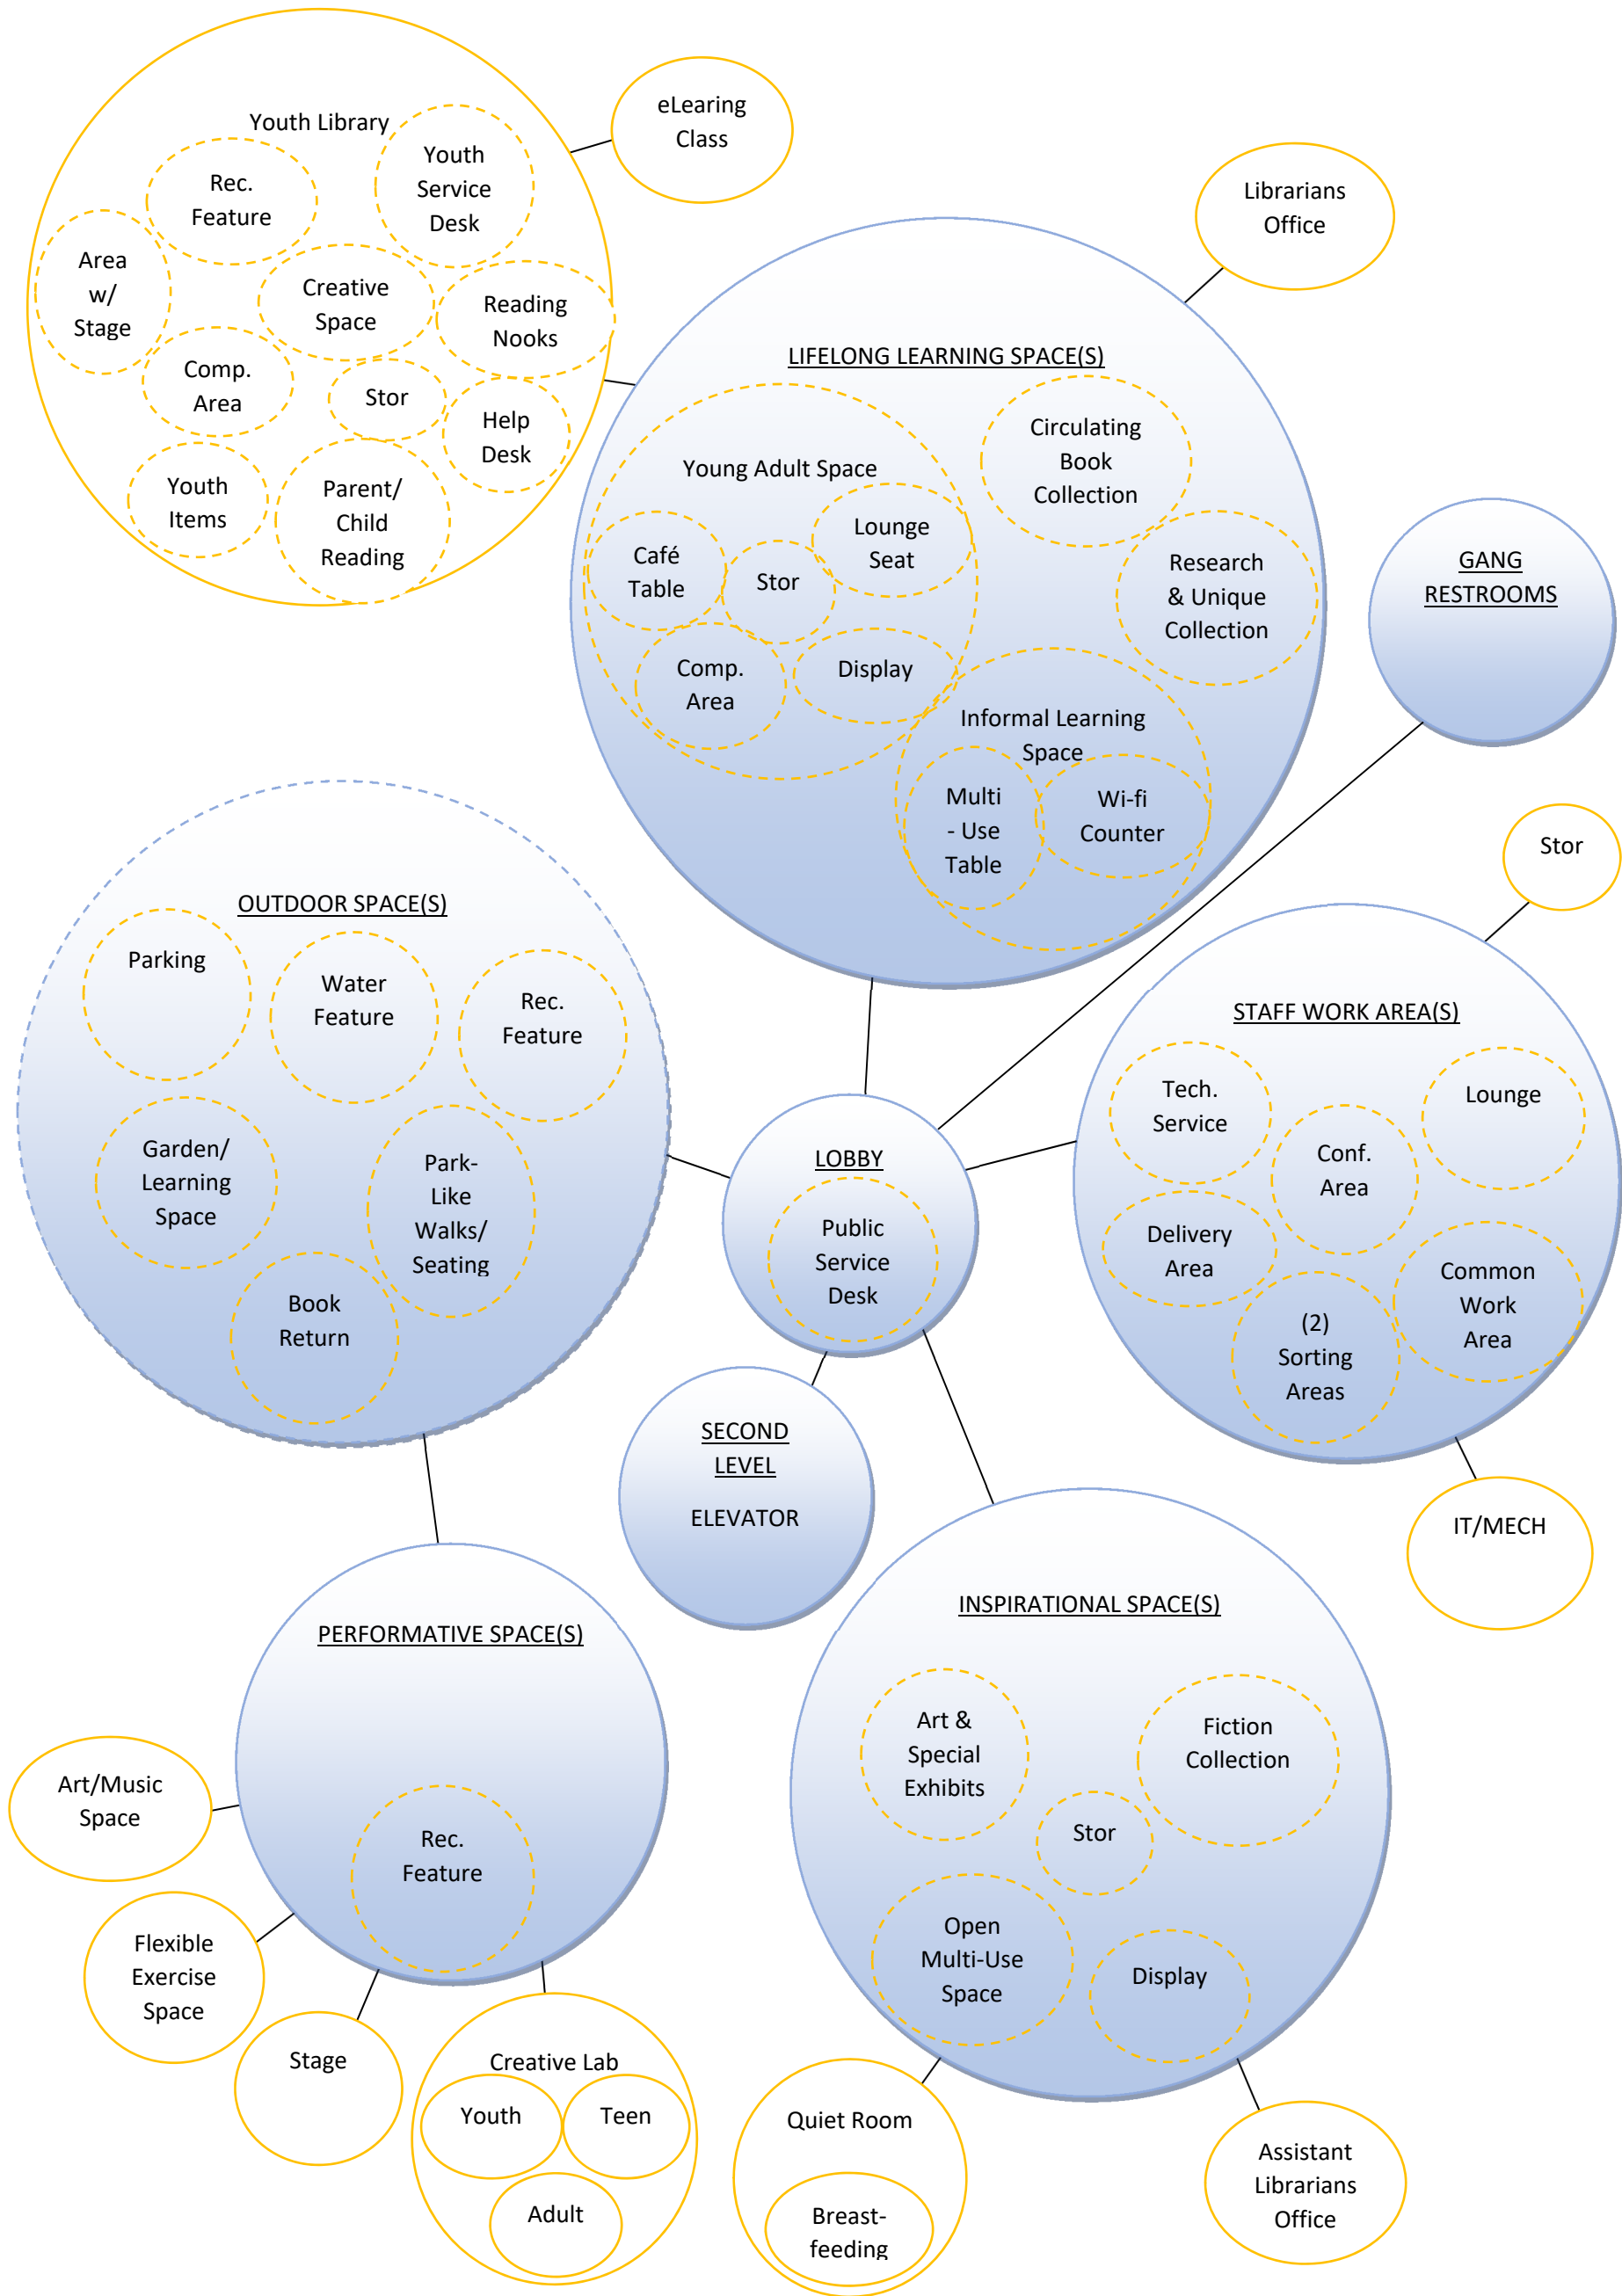 Youth Library
Rec.
Feature
Youth
Service
Desk
Area
w/
Stage
Creative
Space
Reading
Nooks
Comp.
Area
Stor
Help
Desk
Youth
Items
Parent/
Child
Reading
eLearing
Class
Librarians
Office
LIFELONG LEARNING SPACE(S)
Young Adult Space
Lounge
Seat
Café
Table
Stor
Comp.
Area
Display
Circulating
Book
Collection
Research
& Unique
Collection
Informal Learning
Space
Multi
- Use
Table
Wi-fi
Counter
GANG
RESTROOMS
Stor
STAFF WORK AREA(S)
Tech.
Service
Lounge
Conf.
Area
Delivery
Area
Common
Work
Area
(2)
Sorting
Areas
IT/MECH
OUTDOOR SPACE(S)
Parking
Water
Feature
Rec.
Feature
Garden/
Learning
Space
Park-
Like
Walks/
Seating
Book
Return
LOBBY
Public
Service
Desk
SECOND
LEVEL
ELEVATOR
PERFORMATIVE SPACE(S)
Rec.
Feature
Art/Music
Space
Flexible
Exercise
Space
Stage
Creative Lab
Youth
Teen
Adult
INSPIRATIONAL SPACE(S)
Art &
Special
Exhibits
Fiction
Collection
Stor
Open
Multi-Use
Space
Display
Quiet Room
Breast-
feeding
Assistant
Librarians
Office